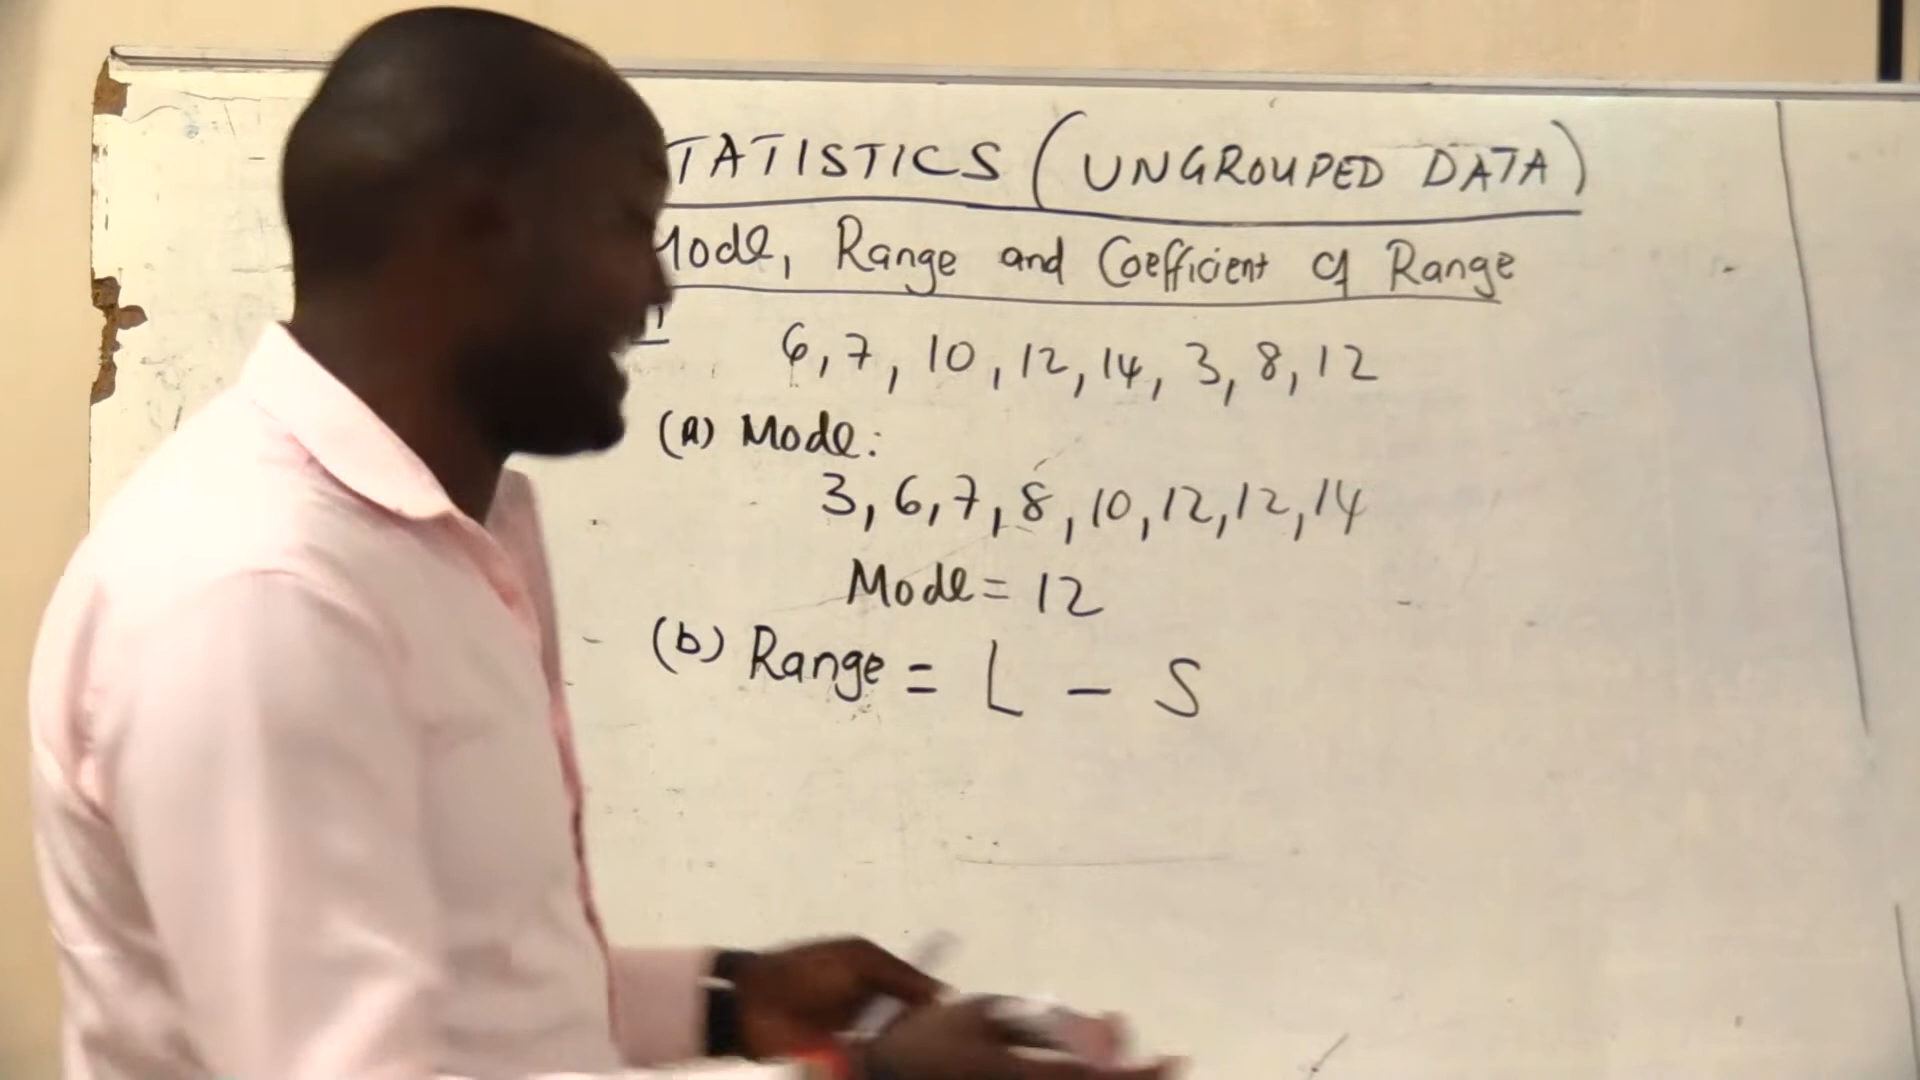 TATISTICS (UNGROUPED DATA)
Mode, Range and Coefficient of Range
6, 7, 10, 12, 14, 3, 8, 12
(a) Mode:
3, 6, 7, 8, 10, 12, 12, 14
Mode = 12
(b) Range = L - S